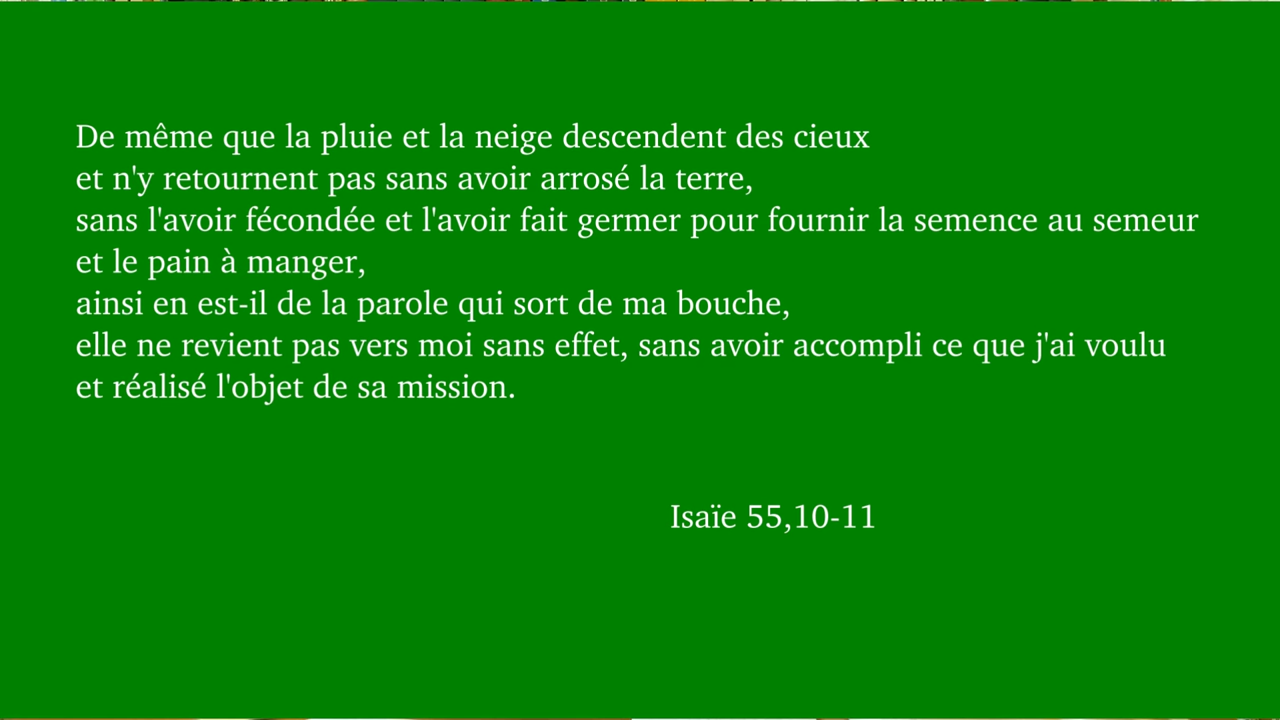 De même que la pluie et la neige descendent des cieux
et n'y retournent pas sans avoir arrosé la terre,
sans l'avoir fécondée et l'avoir fait germer pour fournir la semence au semeur
et le pain à manger,
ainsi en est-il de la parole qui sort de ma bouche,
elle ne revient pas vers moi sans effet, sans avoir accompli ce que j'ai voulu
et réalisé l'objet de sa mission.
Isaïe 55,10-11